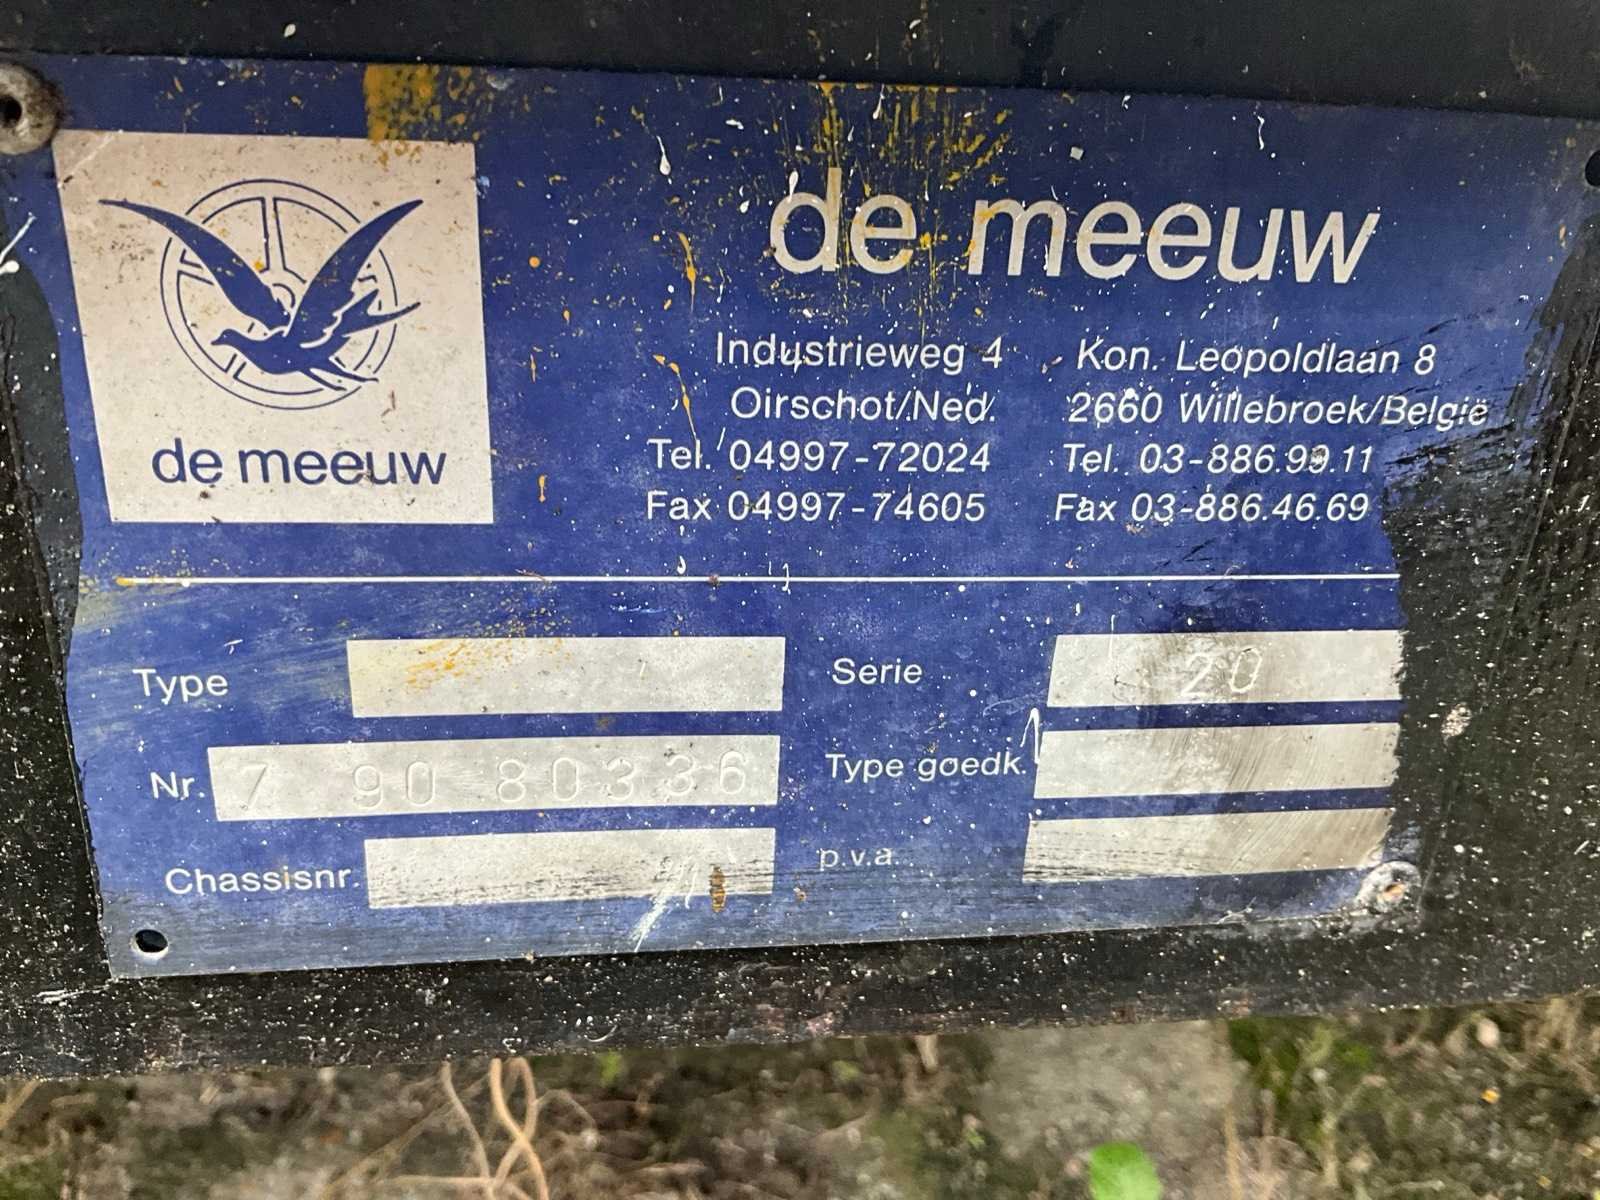 de meeuw
de meeuw
Industrieweg 4
Oirschot/Ned.
Tel. 04997-72024
Fax 04997-74605
Kon. Leopoldlaan 8
2660 Willebroek/België
Tel. 03-886.99.11
Fax 03-886.46.69
Type
Serie 20
Nr. 7 90 80336
Type goedk.
Chassisnr.
p.v.a.